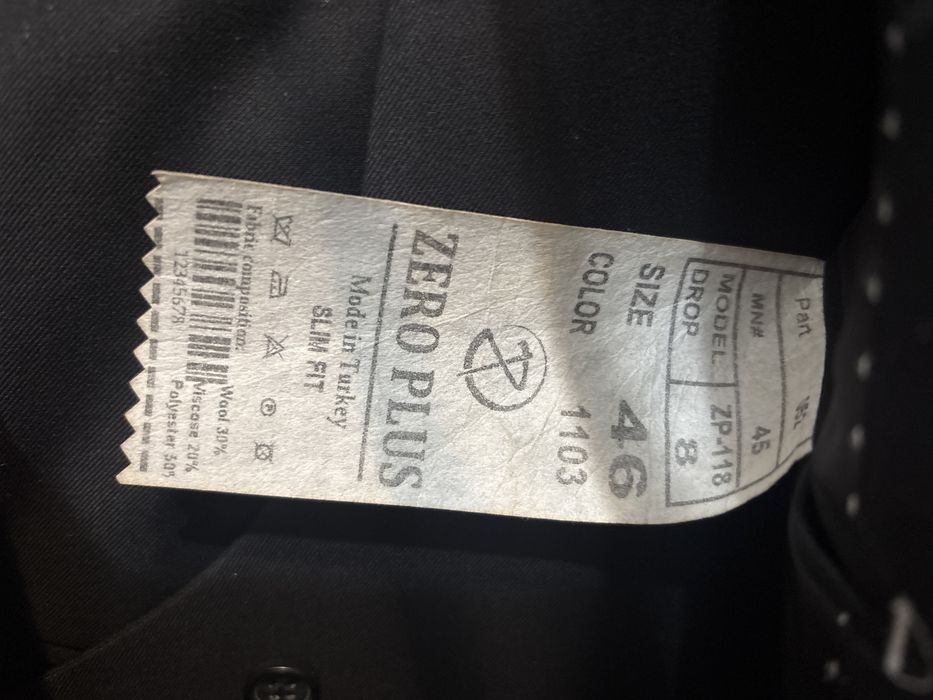 Part
MN# 45
MODEL: ZP-118
DROP 8
SIZE 46
COLOR 1103
ZP
ZERO PLUS
Made in Turkey
SLIM FIT
Fabric composition:
Wool 30%
Viscose 20%
Polyester 50%
12345678